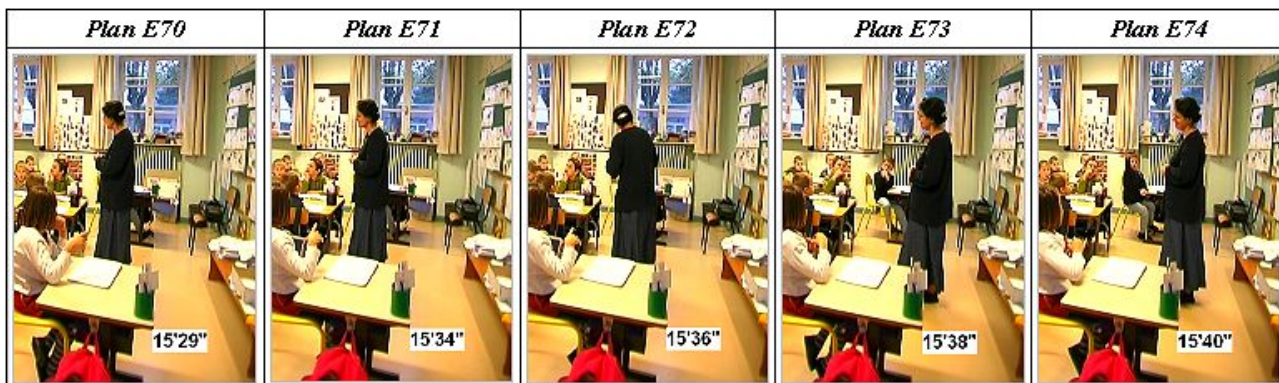 Plan E70
Plan E71
Plan E72
Plan E73
Plan E74
15'29"
15'34"
15'36"
15'38"
15'40"